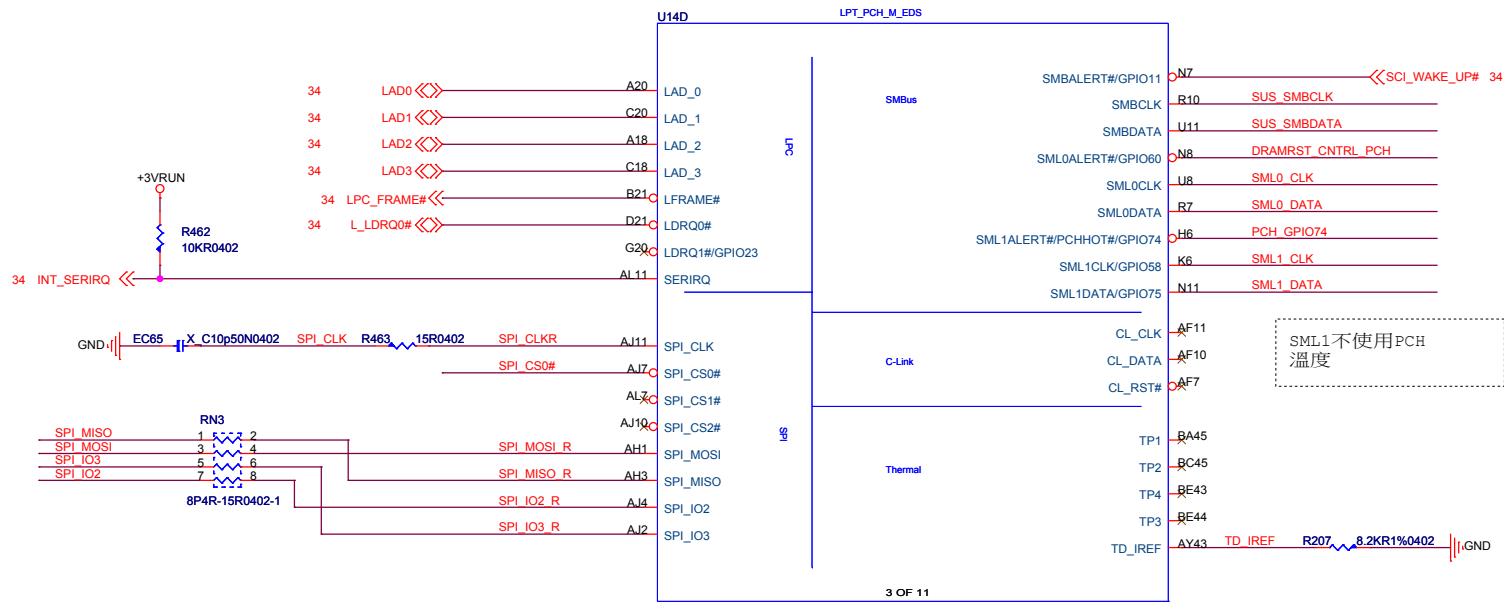 U14D
LPT_PCH_M_EDS
34 LAD0 A20 LAD_0
34 LAD1 C20 LAD_1
34 LAD2 A18 LAD_2
34 LAD3 C18 LAD_3
34 LPC_FRAME# B21 LFRAME#
34 L_LDRQ0# D21 LDRQ0#
G20 LDRQ1#/GPIO23
34 INT_SERIRQ AL11 SERIRQ
+3VRUN
R462
10KR0402
LPC
GND EC65 X_C10p50N0402 SPI_CLK R463 15R0402 SPI_CLKR AJ11 SPI_CLK
SPI_CS0# AJ7 SPI_CS0#
AL7 SPI_CS1#
AJ10 SPI_CS2#
SPI_MOSI_R AH1 SPI_MOSI
SPI_MISO_R AH3 SPI_MISO
SPI_IO2_R AJ4 SPI_IO2
SPI_IO3_R AJ2 SPI_IO3
SPI
RN3
SPI_MISO 1 2
SPI_MOSI 3 4
SPI_IO3 5 6
SPI_IO2 7 8
8P4R-15R0402-1
SMBus
SMBALERT#/GPIO11 N7 SCI_WAKE_UP# 34
SMBCLK R10 SUS_SMBCLK
SMBDATA U11 SUS_SMBDATA
SML0ALERT#/GPIO60 N8 DRAMRST_CNTRL_PCH
SML0CLK U8 SML0_CLK
SML0DATA R7 SML0_DATA
SML1ALERT#/PCHHOT#/GPIO74 H6 PCH_GPIO74
SML1CLK/GPIO58 K6 SML1_CLK
SML1DATA/GPIO75 N11 SML1_DATA
C-Link
CL_CLK AF11
CL_DATA AF10
CL_RST# AF7
SML1不使用PCH
溫度
Thermal
TP1 BA45
TP2 BC45
TP4 BE43
TP3 BE44
TD_IREF AY43 TD_IREF R207 8.2KR1%0402 GND
3 OF 11